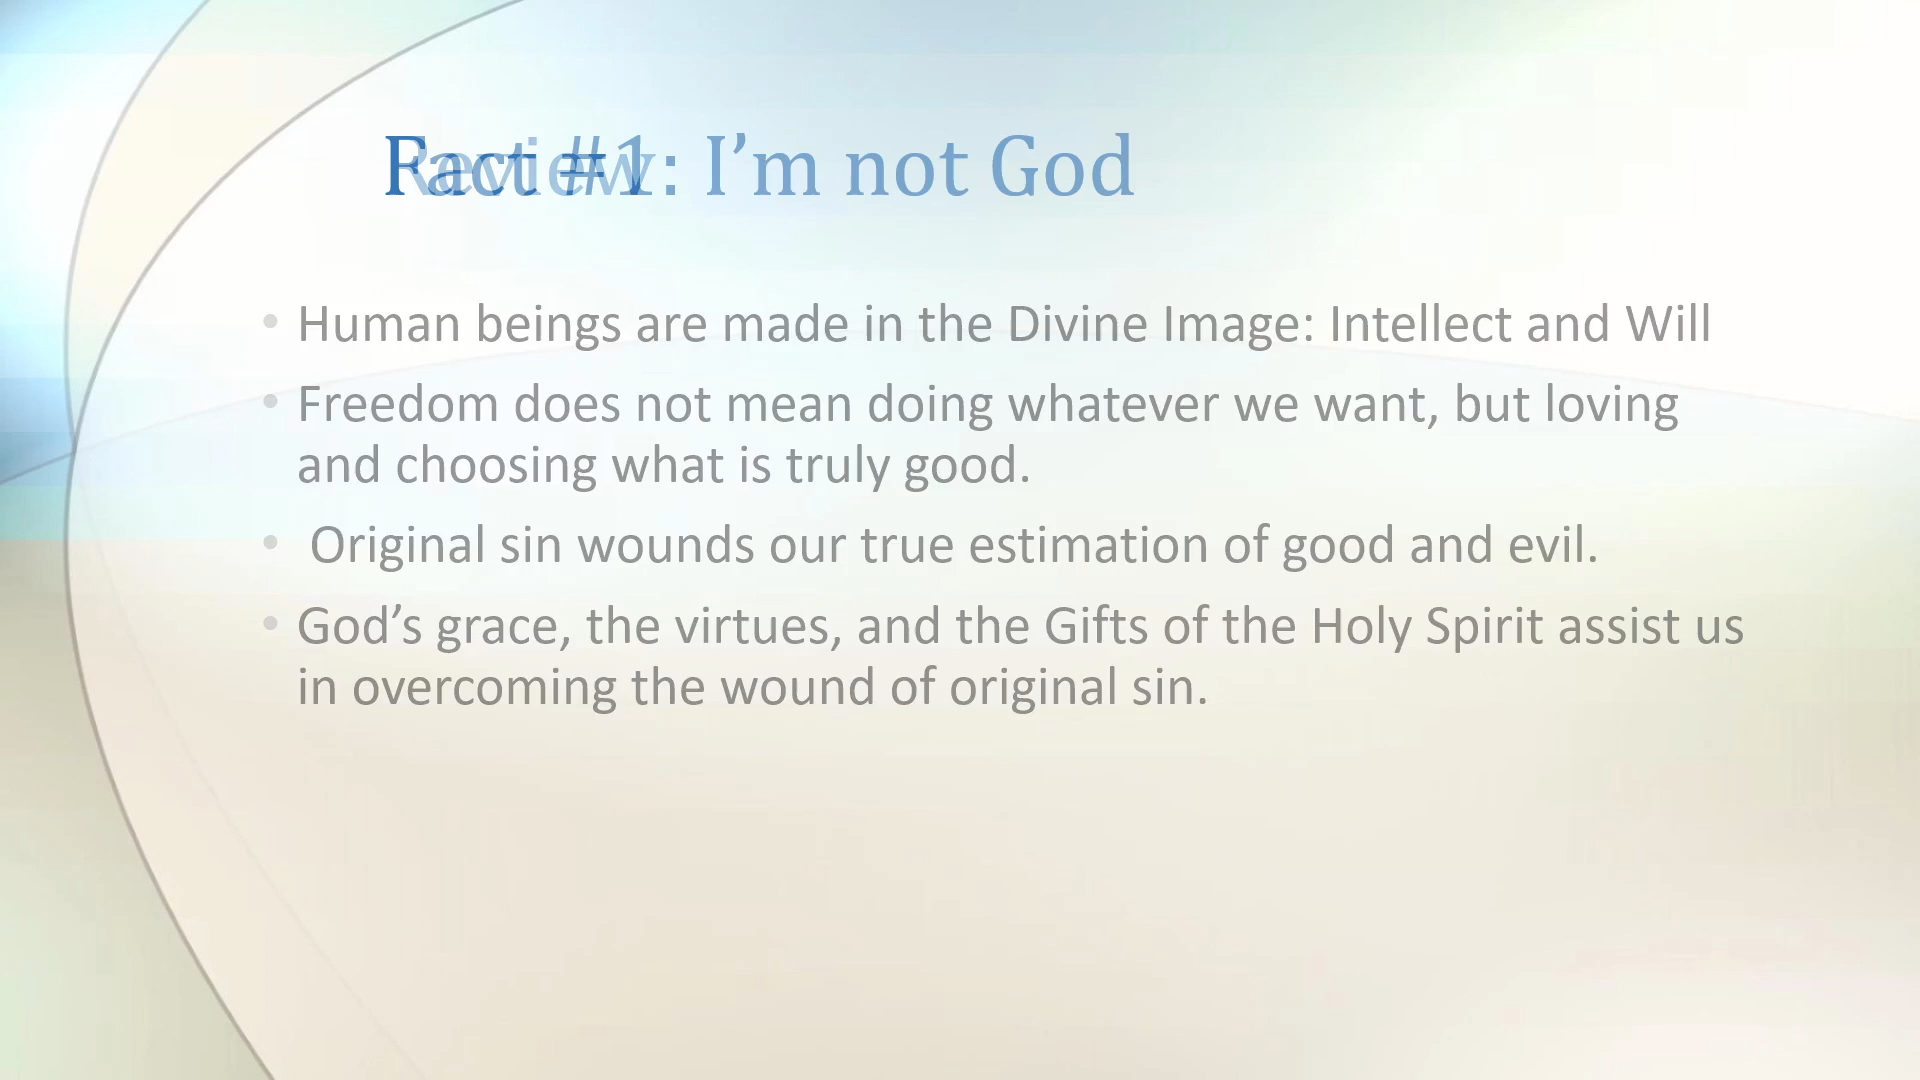 Review
Fact #1: I’m not God
• Human beings are made in the Divine Image: Intellect and Will
• Freedom does not mean doing whatever we want, but loving
and choosing what is truly good.
• Original sin wounds our true estimation of good and evil.
• God’s grace, the virtues, and the Gifts of the Holy Spirit assist us
in overcoming the wound of original sin.